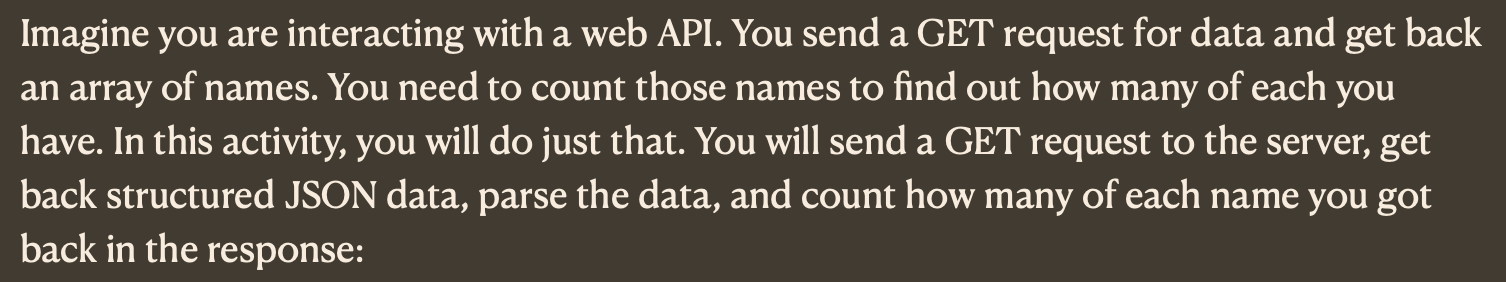 Imagine you are interacting with a web API. You send a GET request for data and get back
an array of names. You need to count those names to find out how many of each you
have. In this activity, you will do just that. You will send a GET request to the server, get
back structured JSON data, parse the data, and count how many of each name you got
back in the response: